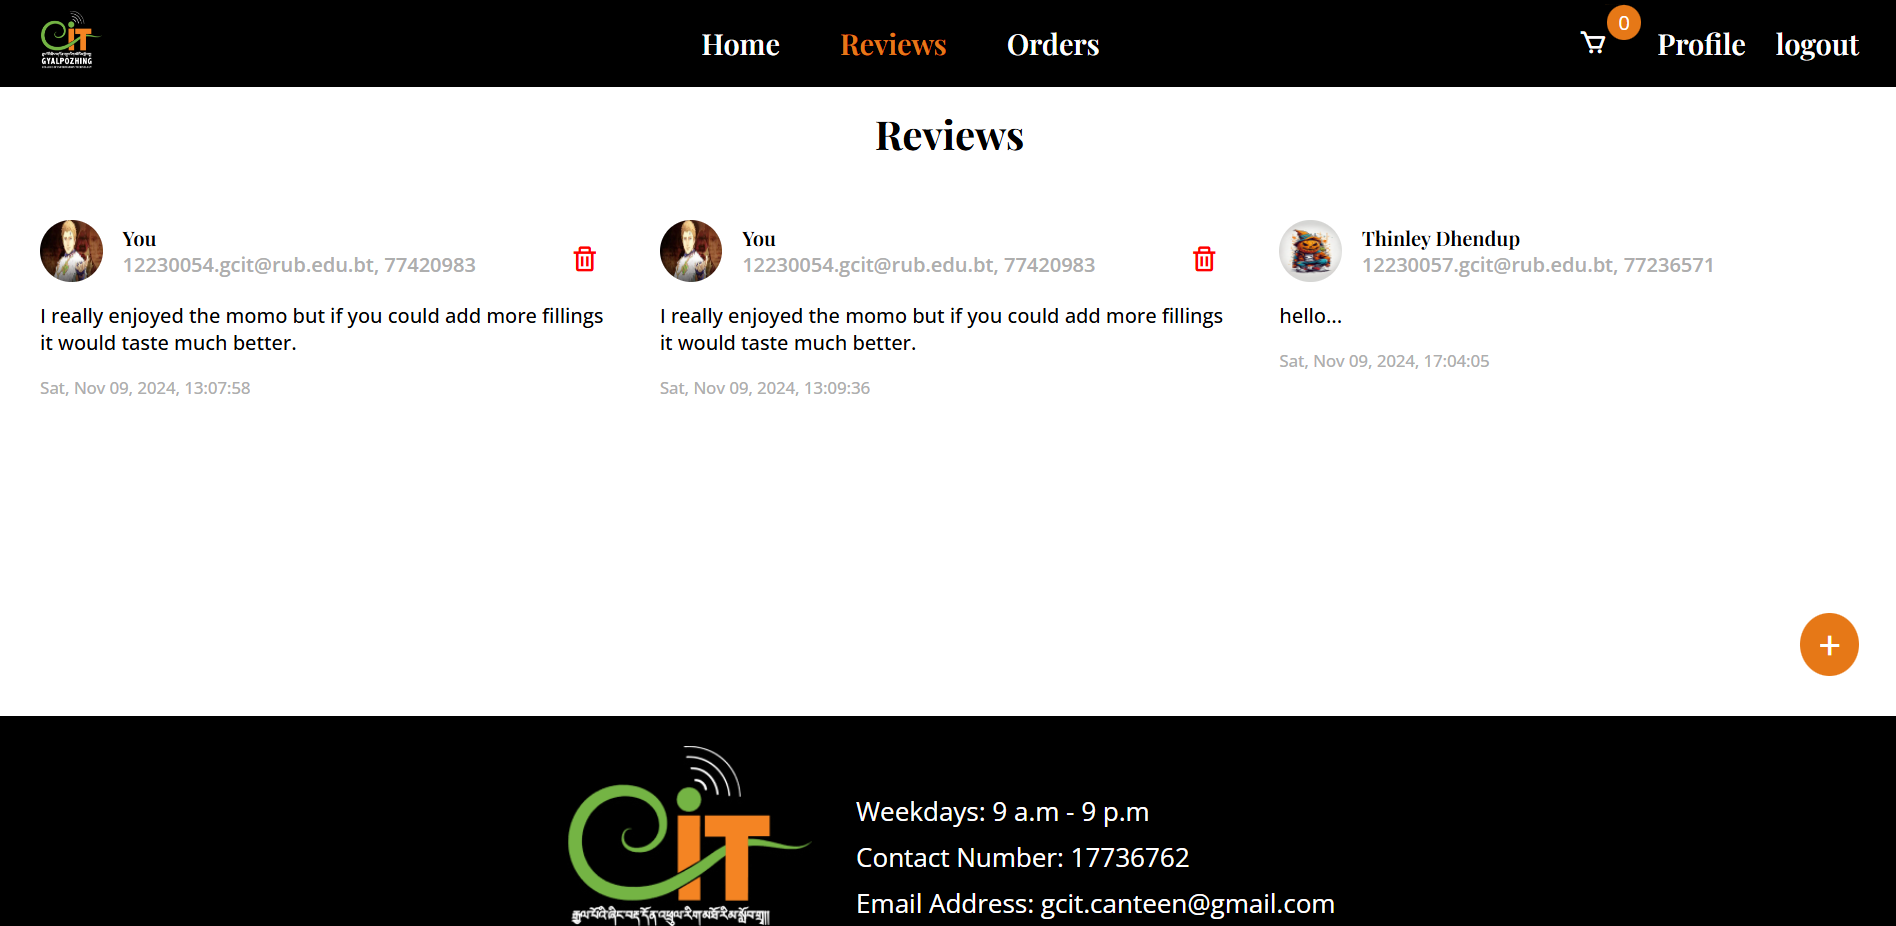 GYALPOZHING
Home
Reviews
Orders
0
Profile
logout
Reviews
You
12230054.gcit@rub.edu.bt, 77420983
I really enjoyed the momo but if you could add more fillings
it would taste much better.
Sat, Nov 09, 2024, 13:07:58
You
12230054.gcit@rub.edu.bt, 77420983
I really enjoyed the momo but if you could add more fillings
it would taste much better.
Sat, Nov 09, 2024, 13:09:36
Thinley Dhendup
12230057.gcit@rub.edu.bt, 77236571
hello...
Sat, Nov 09, 2024, 17:04:05
+
CIT
Weekdays: 9 a.m - 9 p.m
Contact Number: 17736762
Email Address: gcit.canteen@gmail.com